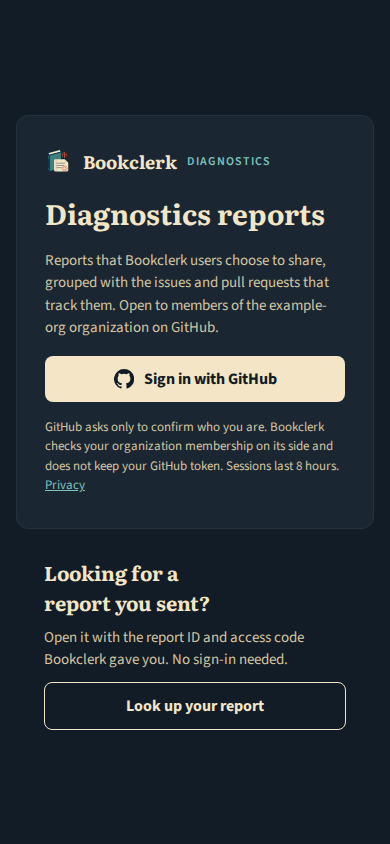 Bookclerk DIAGNOSTICS
Diagnostics reports
Reports that Bookclerk users choose to share,
grouped with the issues and pull requests that
track them. Open to members of the example-
org organization on GitHub.
Sign in with GitHub
GitHub asks only to confirm who you are. Bookclerk
checks your organization membership on its side and
does not keep your GitHub token. Sessions last 8 hours.
Privacy
Looking for a
report you sent?
Open it with the report ID and access code
Bookclerk gave you. No sign-in needed.
Look up your report